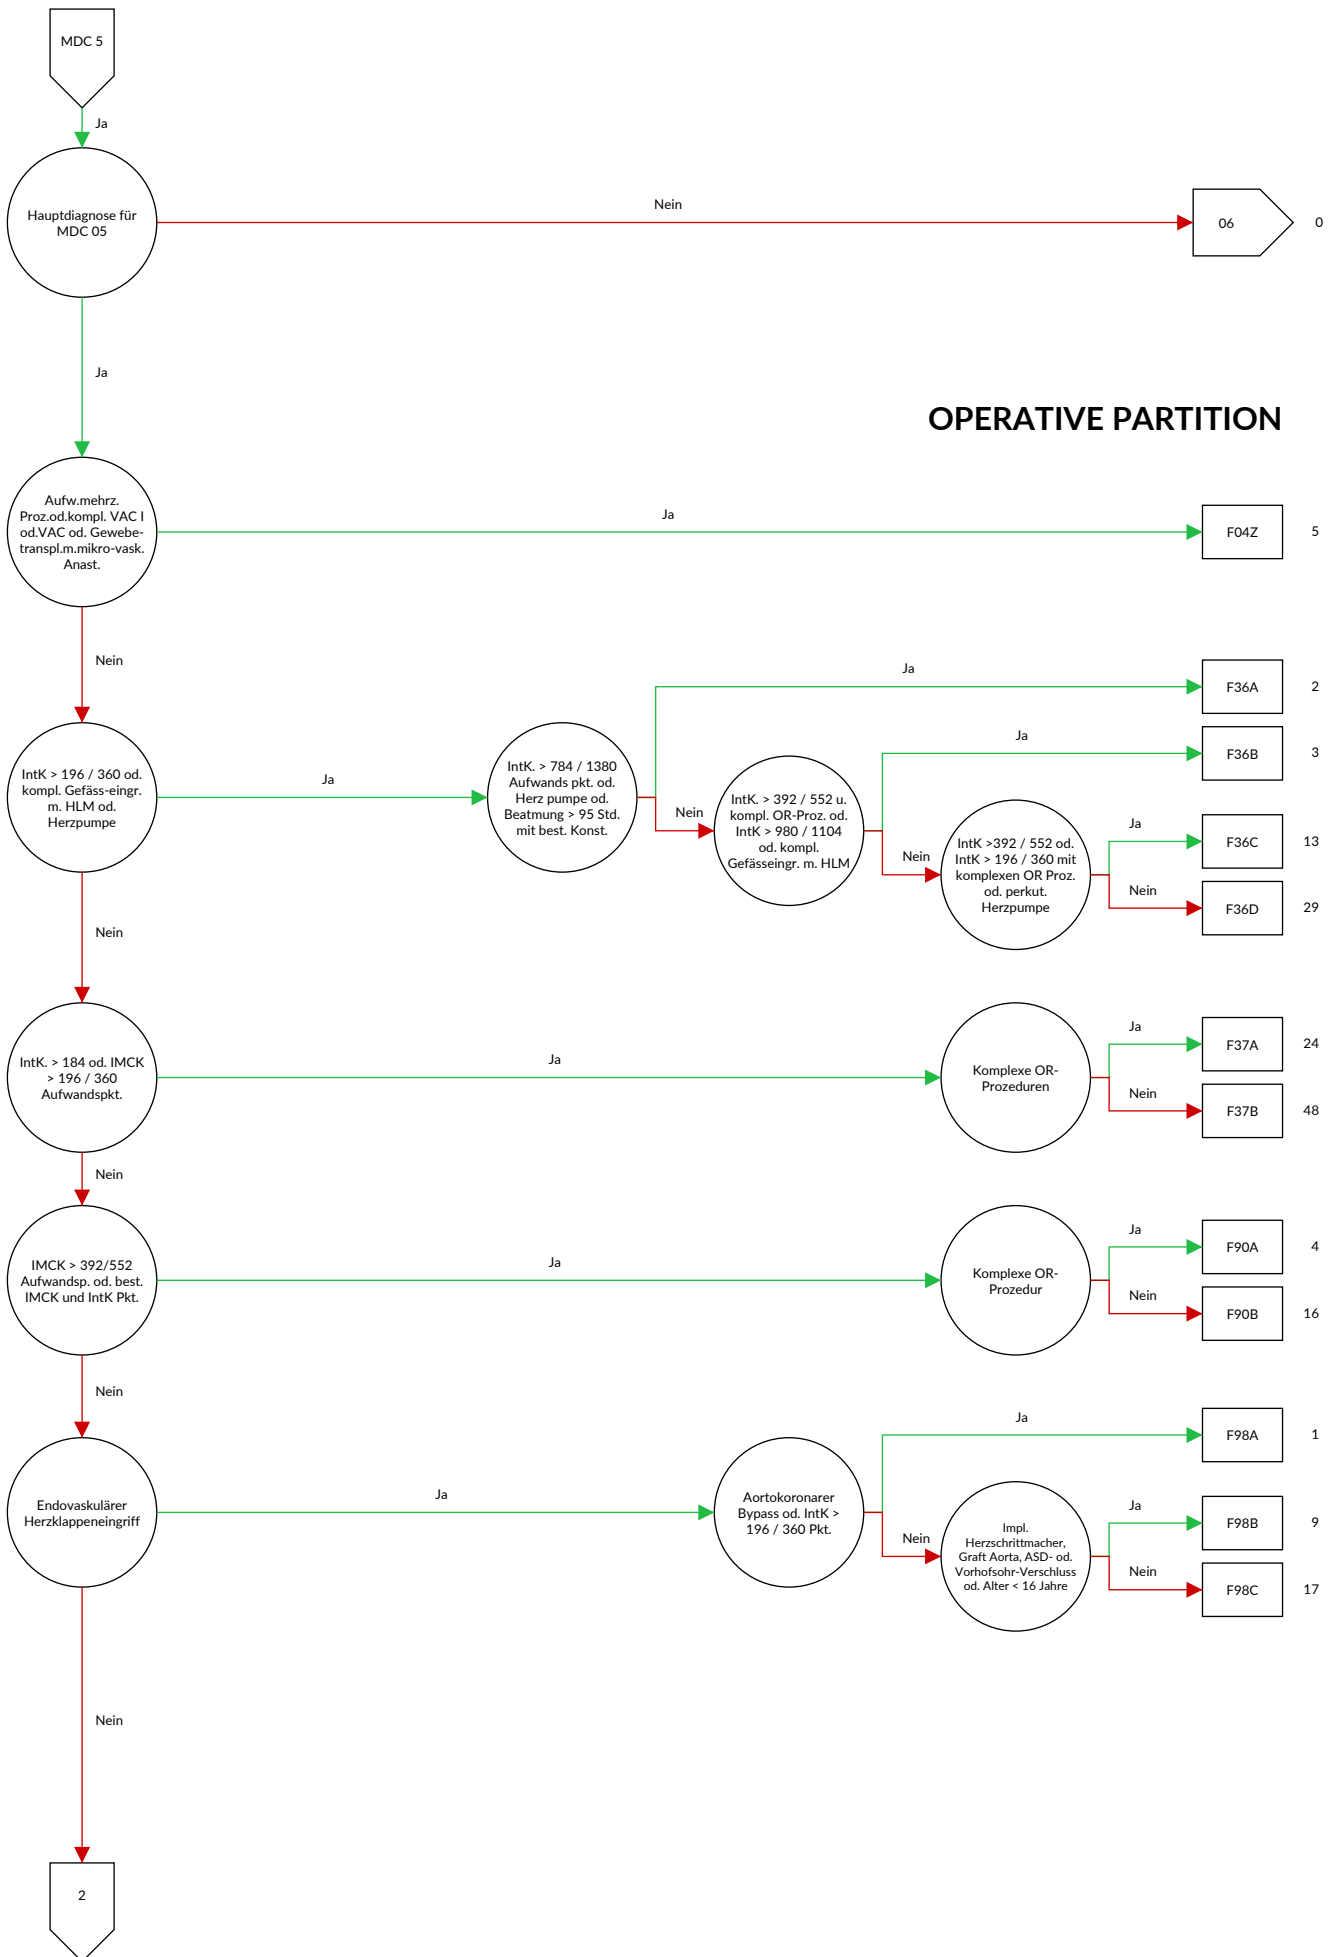 MDC 5
Ja
Hauptdiagnose für
MDC 05
Nein
06
0
Ja
OPERATIVE PARTITION
Aufw.mehrz.
Proz.od.kompl. VAC I
od.VAC od. Gewebe-
transpl.m.mikro-vask.
Anast.
Ja
F04Z
5
Nein
IntK > 196 / 360 od.
kompl. Gefäss-eingr.
m. HLM od.
Herzpumpe
Ja
IntK. > 784 / 1380
Aufwands pkt. od.
Herz pumpe od.
Beatmung > 95 Std.
mit best. Konst.
Ja
F36A
2
Nein
IntK. > 392 / 552 u.
kompl. OR-Proz. od.
IntK > 980 / 1104
od. kompl.
Gefässeingr. m. HLM
Ja
F36B
3
Nein
IntK >392 / 552 od.
IntK > 196 / 360 mit
komplexen OR Proz.
od. perkut.
Herzpumpe
Ja
F36C
13
Nein
F36D
29
Nein
IntK. > 184 od. IMCK
> 196 / 360
Aufwandspkt.
Ja
Komplexe OR-
Prozeduren
Ja
F37A
24
Nein
F37B
48
Nein
IMCK > 392/552
Aufwandsp. od. best.
IMCK und IntK Pkt.
Ja
Komplexe OR-
Prozedur
Ja
F90A
4
Nein
F90B
16
Nein
Endovaskulärer
Herzklappeneingriff
Ja
Aortokoronarer
Bypass od. IntK >
196 / 360 Pkt.
Ja
F98A
1
Nein
Impl.
Herzschrittmacher,
Graft Aorta, ASD- od.
Vorhofsohr-Verschluss
od. Alter < 16 Jahre
Ja
F98B
9
Nein
F98C
17
Nein
2